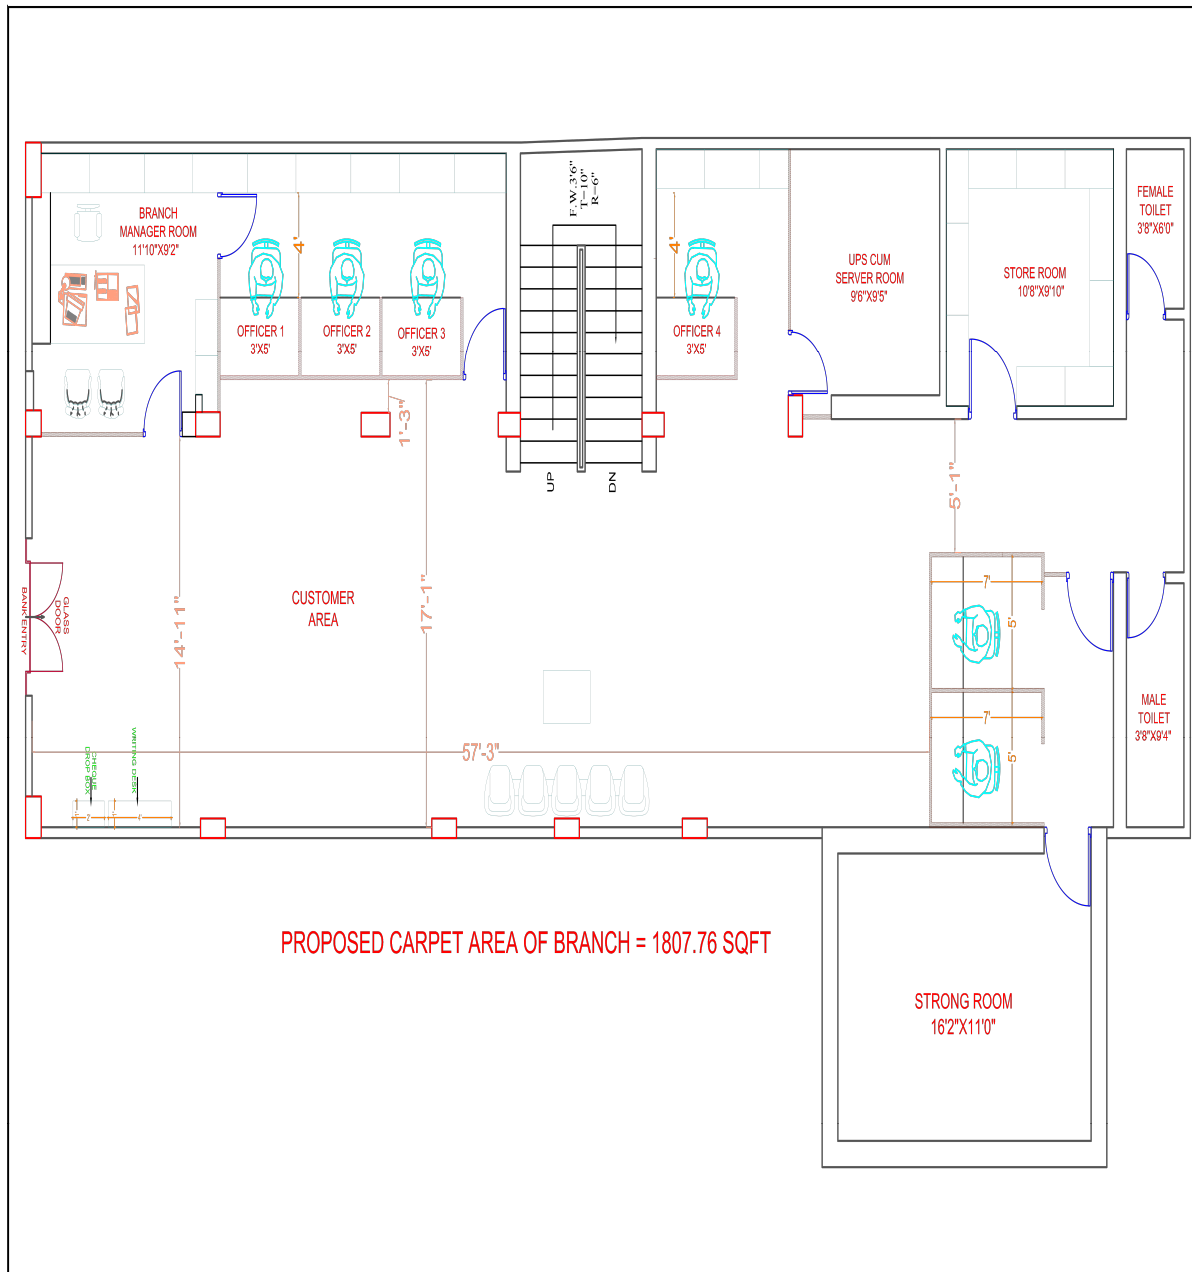 F.W.3'6"
T-10"
R-6"
BRANCH
MANAGER ROOM
11'10"X9'2"
4'
4'
FEMALE
TOILET
3'8"X6'0"
UPS CUM
SERVER ROOM
9'6"X9'5"
STORE ROOM
10'8"X9'10"
OFFICER 1
3'X5'
OFFICER 2
3'X5'
OFFICER 3
3'X5'
OFFICER 4
3'X5'
1'-3"
UP
DN
5'-1"
GLASS
DOOR
BANK ENTRY
14'-11"
CUSTOMER
AREA
17'-1"
7'
5'
7'
5'
MALE
TOILET
3'8"X9'4"
57'-3"
CHEQUE
DROP BOX
WRITING DESK
2'
4'
PROPOSED CARPET AREA OF BRANCH = 1807.76 SQFT
STRONG ROOM
16'2"X11'0"